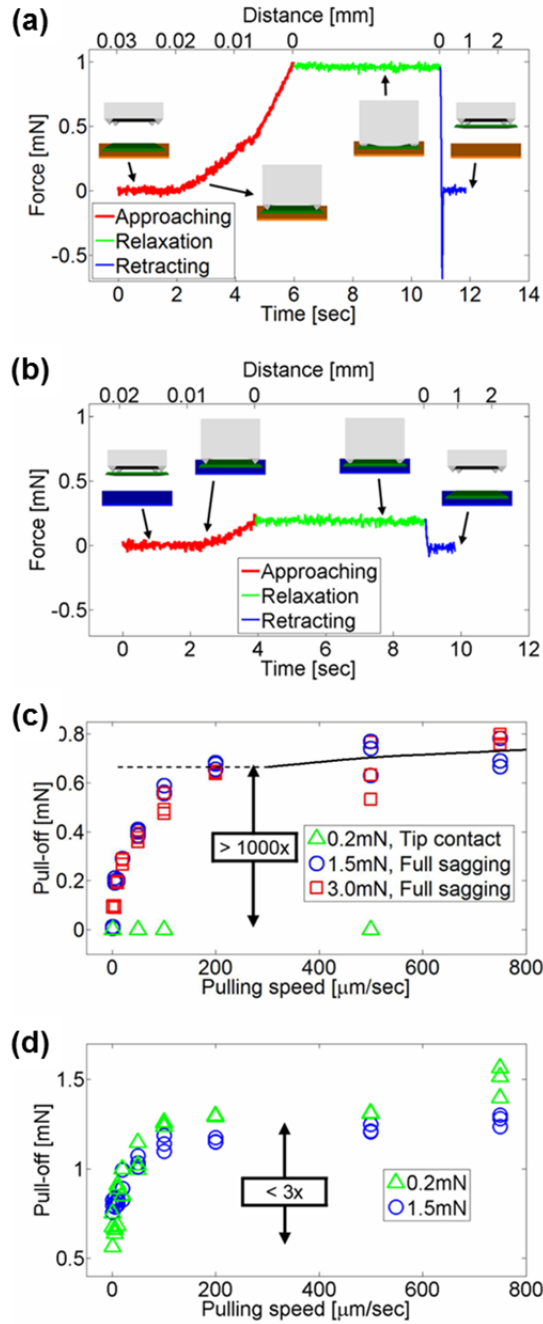 (a)
Distance [mm]
0.03 0.02 0.01 0 0 1 2
1
0.5
0
-0.5
Force [mN]
Approaching
Relaxation
Retracting
0 2 4 6 8 10 12 14
Time [sec]
(b)
Distance [mm]
0.02 0.01 0 0 1 2
1
0.5
0
-0.5
Force [mN]
Approaching
Relaxation
Retracting
0 2 4 6 8 10 12
Time [sec]
(c)
0.8
0.6
0.4
0.2
0
Pull-off [mN]
> 1000x
0.2mN, Tip contact
1.5mN, Full sagging
3.0mN, Full sagging
0 200 400 600 800
Pulling speed [μm/sec]
(d)
1.5
1
0.5
Pull-off [mN]
< 3x
0.2mN
1.5mN
0 200 400 600 800
Pulling speed [μm/sec]